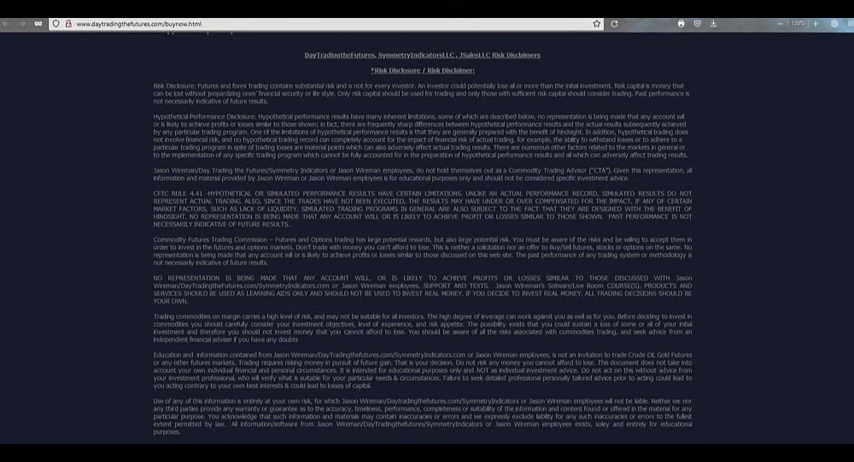 www.daytradingthefutures.com/buynow.html
120%
DayTradingtheFutures, SymmetryIndicatorsLLC , JSalesLLC Risk Disclaimers
*Risk Disclosure / Risk Disclaimer:
Risk Disclosure: Futures and forex trading contains substantial risk and is not for every investor. An investor could potentially lose all or more than the initial investment. Risk capital is money that
can be lost without jeopardizing ones' financial security or life style. Only risk capital should be used for trading and only those with sufficient risk capital should consider trading. Past performance is
not necessarily indicative of future results.
Hypothetical Performance Disclosure: Hypothetical performance results have many inherent limitations, some of which are described below. no representation is being made that any account will
or is likely to achieve profits or losses similar to those shown; in fact, there are frequently sharp differences between hypothetical performance results and the actual results subsequently achieved
by any particular trading program. One of the limitations of hypothetical performance results is that they are generally prepared with the benefit of hindsight. In addition, hypothetical trading does
not involve financial risk, and no hypothetical trading record can completely account for the impact of financial risk of actual trading. for example, the ability to withstand losses or to adhere to a
particular trading program in spite of trading losses are material points which can also adversely affect actual trading results. There are numerous other factors related to the markets in general or
to the implementation of any specific trading program which cannot be fully accounted for in the preparation of hypothetical performance results and all which can adversely affect trading results.
Jason Wireman/Day Trading the Futures/Symmetry Indicators or Jason Wireman employees, do not hold themselves out as a Commodity Trading Advisor ("CTA"). Given this representation, all
information and material provided by Jason Wireman or Jason Wireman employees is for educational purposes only and should not be considered specific investment advice.
CFTC RULE 4.41 -HYPOTHETICAL OR SIMULATED PERFORMANCE RESULTS HAVE CERTAIN LIMITATIONS. UNLIKE AN ACTUAL PERFORMANCE RECORD, SIMULATED RESULTS DO NOT
REPRESENT ACTUAL TRADING. ALSO, SINCE THE TRADES HAVE NOT BEEN EXECUTED, THE RESULTS MAY HAVE UNDER OR OVER COMPENSATED FOR THE IMPACT, IF ANY OF CERTAIN
MARKET FACTORS, SUCH AS LACK OF LIQUIDITY. SIMULATED TRADING PROGRAMS IN GENERAL ARE ALSO SUBJECT TO THE FACT THAT THEY ARE DESIGNED WITH THE BENEFIT OF
HINDSIGHT. NO REPRESENTATION IS BEING MADE THAT ANY ACCOUNT WILL OR IS LIKELY TO ACHIEVE PROFIT OR LOSSES SIMILAR TO THOSE SHOWN. PAST PERFORMANCE IS NOT
NECESSARILY INDICATIVE OF FUTURE RESULTS.
Commodity Futures Trading Commission – Futures and Options trading has large potential rewards, but also large potential risk. You must be aware of the risks and be willing to accept them in
order to invest in the futures and options markets. Don't trade with money you can't afford to lose. This is neither a solicitation nor an offer to Buy/Sell futures, stocks or options on the same. No
representation is being made that any account will or is likely to achieve profits or losses similar to those discussed on this web site. The past performance of any trading system or methodology is
not necessarily indicative of future results.
NO REPRESENTATION IS BEING MADE THAT ANY ACCOUNT WILL, OR IS LIKELY TO ACHIEVE PROFITS OR LOSSES SIMILAR TO THOSE DISCUSSED WITH Jason
Wireman/DayTradingthefutures.com/SymmetryIndicators.com or Jason Wireman employees, SUPPORT AND TEXTS. Jason Wireman's Sotware/Live Room COURSE(S), PRODUCTS AND
SERVICES SHOULD BE USED AS LEARNING AIDS ONLY AND SHOULD NOT BE USED TO INVEST REAL MONEY. IF YOU DECIDE TO INVEST REAL MONEY, ALL TRADING DECISIONS SHOULD BE
YOUR OWN.
Trading commodities on margin carries a high level of risk, and may not be suitable for all investors. The high degree of leverage can work against you as well as for you. Before deciding to invest in
commodities you should carefully consider your investment objectives, level of experience, and risk appetite. The possibility exists that you could sustain a loss of some or all of your initial
investment and therefore you should not invest money that you cannot afford to lose. You should be aware of all the risks associated with commodities trading, and seek advice from an
independent financial adviser if you have any doubts
Education and information contained from Jason Wireman/DayTradingthefutures.com/SymmetryIndicators.com or Jason Wireman employees, is not an invitation to trade Crude Oil, Gold Futures
or any other futures markets. Trading requires risking money in pursuit of future gain. That is your decision. Do not risk any money you cannot afford to lose. This document does not take into
account your own individual financial and personal circumstances. It is intended for educational purposes only and NOT as individual investment advice. Do not act on this without advice from
your investment professional, who will verify what is suitable for your particular needs & circumstances. Failure to seek detailed professional personally tailored advice prior to acting could lead to
you acting contrary to your own best interests & could lead to losses of capital.
Use of any of this information is entirely at your own risk, for which Jason Wireman/DayTradingthefutures.com/SymmetryIndicators or Jason Wireman employees will not be liable. Neither we nor
any third parties provide any warranty or guarantee as to the accuracy, timeliness, performance, completeness or suitability of the information and content found or offered in the material for any
particular purpose. You acknowledge that such information and materials may contain inaccuracies or errors and we expressly exclude liability for any such inaccuracies or errors to the fullest
extent permitted by law. All information/software from Jason Wireman/DayTradingthefutures/SymmetryIndicators or Jason Wireman employees exists, soley and entirely for educational
purposes.